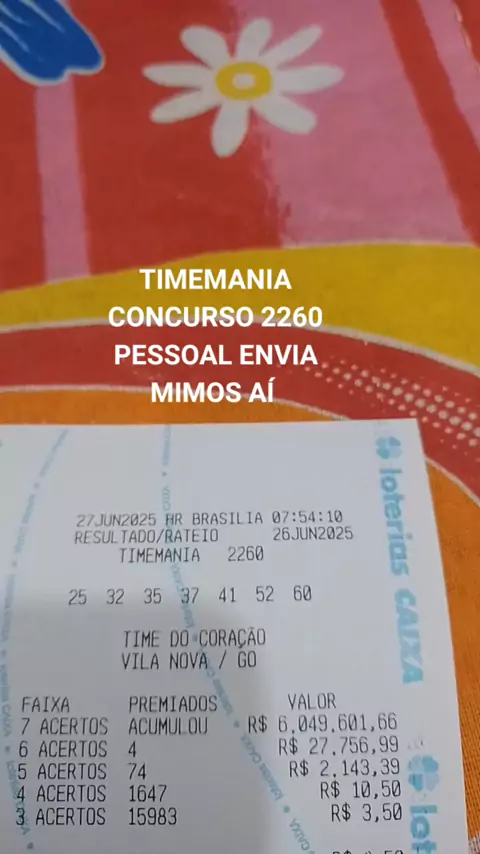 TIMEMANIA
CONCURSO 2260
PESSOAL ENVIA
MIMOS AÍ
loterias CAIXA
27JUN2025 HR BRASILIA 07:54:10
RESULTADO/RATEIO 26JUN2025
TIMEMANIA 2260
25 32 35 37 41 52 60
TIME DO CORAÇÃO
VILA NOVA / GO
FAIXA PREMIADOS VALOR
7 ACERTOS ACUMULOU R$ 6.049.601,66
6 ACERTOS 4 R$ 27.756,99
5 ACERTOS 74 R$ 2.143,39
4 ACERTOS 1647 R$ 10,50
3 ACERTOS 15983 R$ 3,50